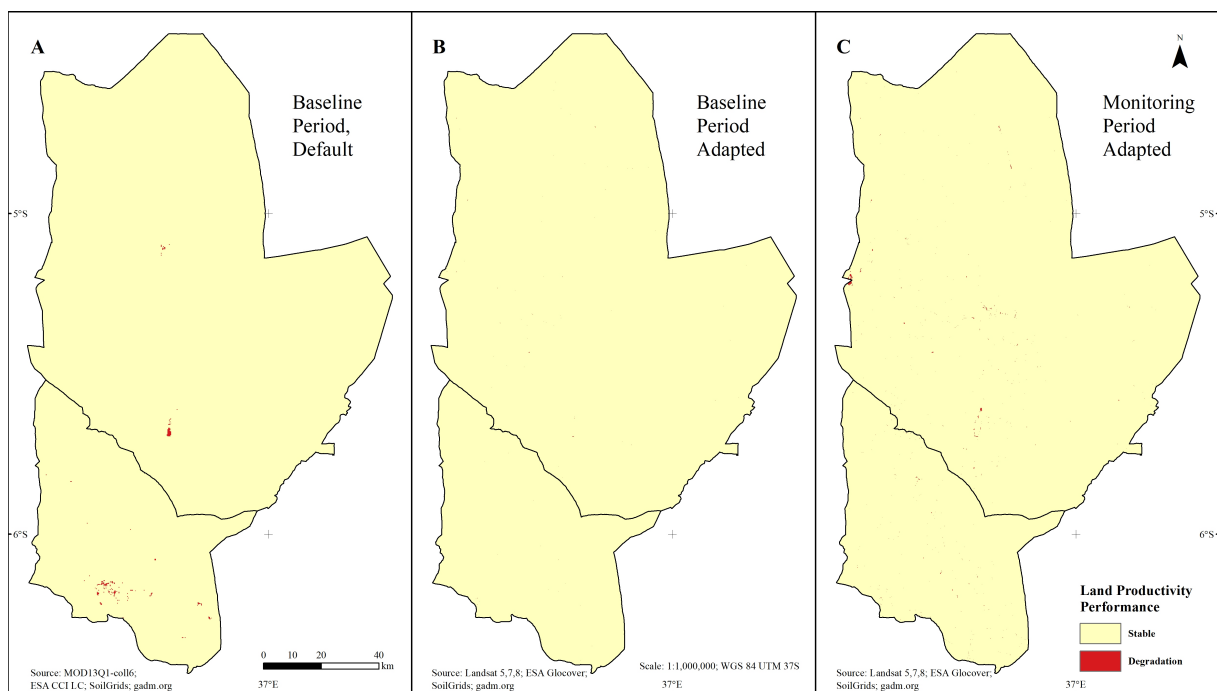 A
Baseline
Period,
Default
5°S
6°S
Source: MOD13Q1-coll6;
ESA CCI LC; SoilGrids; gadm.org
0 10 20 40
km
37°E
B
Baseline
Period
Adapted
Source: Landsat 5,7,8; ESA Glocover;
SoilGrids; gadm.org
Scale: 1:1,000,000; WGS 84 UTM 37S
37°E
C
N
Monitoring
Period
Adapted
5°S
6°S
Land Productivity
Performance
Stable
Degradation
Source: Landsat 5,7,8; ESA Glocover;
SoilGrids; gadm.org
37°E